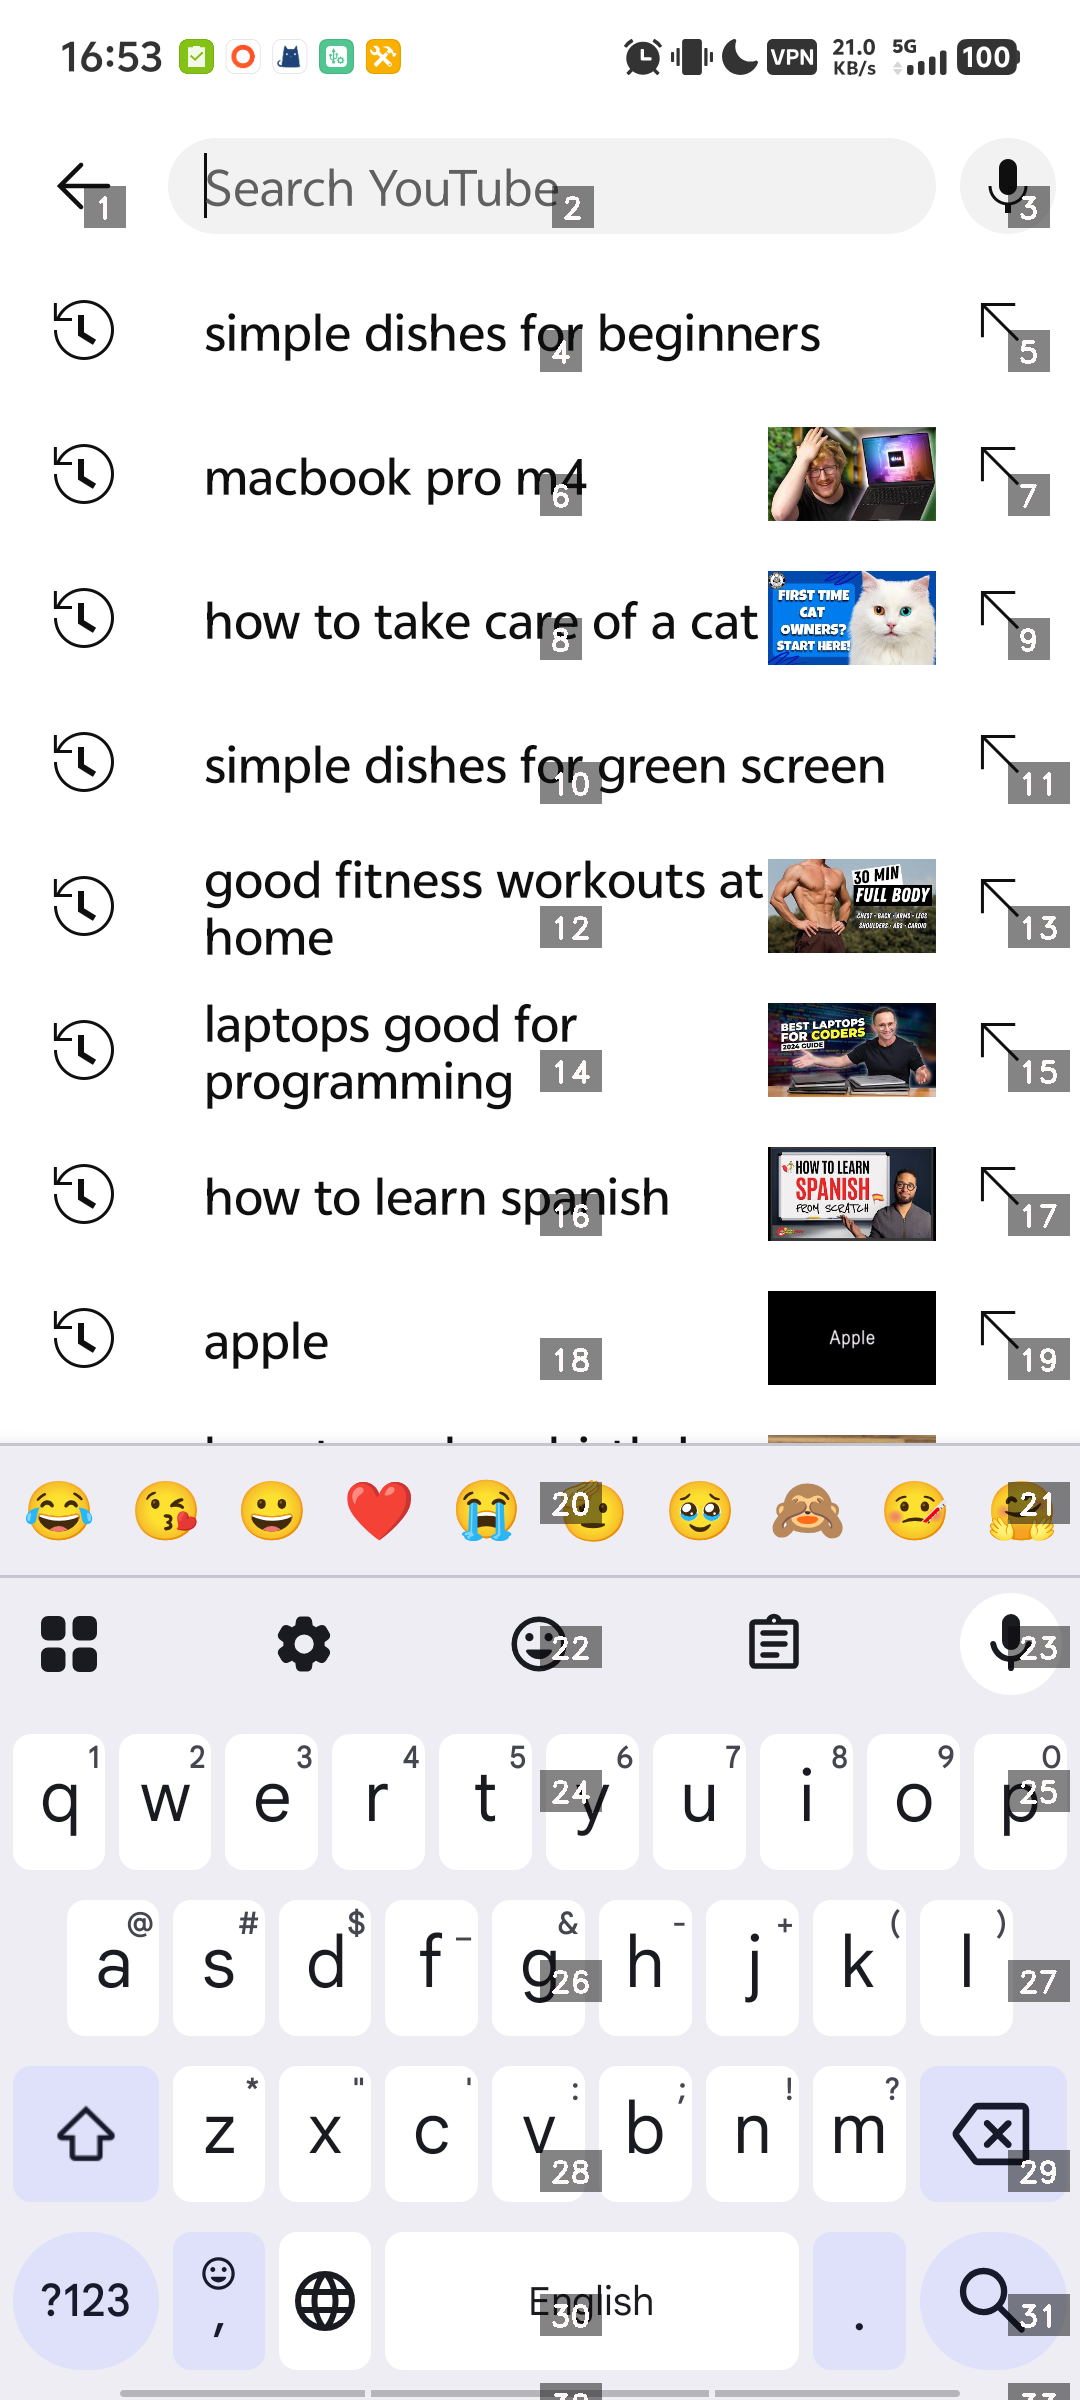 16:53 VPN 21.0 KB/s 5G 100
1
Search YouTube 2
3
simple dishes for beginners 4 5
macbook pro m4 6 7
how to take care of a cat 8 9
FIRST TIME
CAT
OWNERS?
START HERE!
simple dishes for green screen 10 11
good fitness workouts at
home 12 13
30 MIN
FULL BODY
CHEST - BACK - ARMS - LEGS
SHOULDERS - ABS - CARDIO
laptops good for
programming 14 15
BEST LAPTOPS
FOR CODERS
2024 GUIDE
how to learn spanish 16 17
HOW TO LEARN
SPANISH
FROM SCRATCH
apple 18 19
Apple
20 21
22 23
1 2 3 4 5 6 7 8 9 0
q w e r t y u i o p
24 25
@ # $ _ & - + ( )
a s d f g h j k l
26 27
* " ' : ; ! ?
z x c v b n m
28 29
?123 , English .
30 31